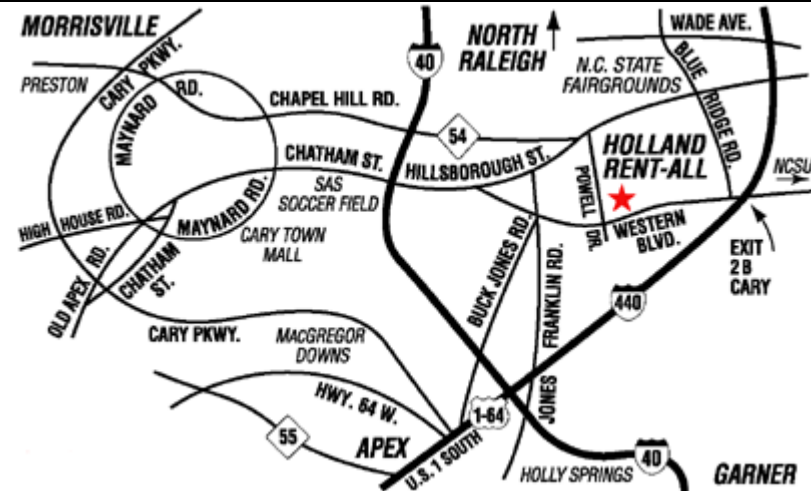 MORRISVILLE
40
NORTH
RALEIGH
WADE AVE.
CARY PKWY.
PRESTON
MAYNARD
RD.
CHAPEL HILL RD.
N.C. STATE
FAIRGROUNDS
BLUE
RIDGE RD.
54
HOLLAND
RENT-ALL
CHATHAM ST.
HILLSBOROUGH ST.
NCSU
SAS
SOCCER FIELD
POWELL
DR.
HIGH HOUSE RD.
MAYNARD RD.
CARY TOWN
MALL
WESTERN
BLVD.
EXIT
2 B
CARY
OLD APEX RD.
CHATHAM
ST.
BUCK JONES RD.
JONES FRANKLIN RD.
440
CARY PKWY.
MACGREGOR
DOWNS
HWY. 64 W.
1-64
55
APEX
U.S. 1 SOUTH
HOLLY SPRINGS
40
GARNER